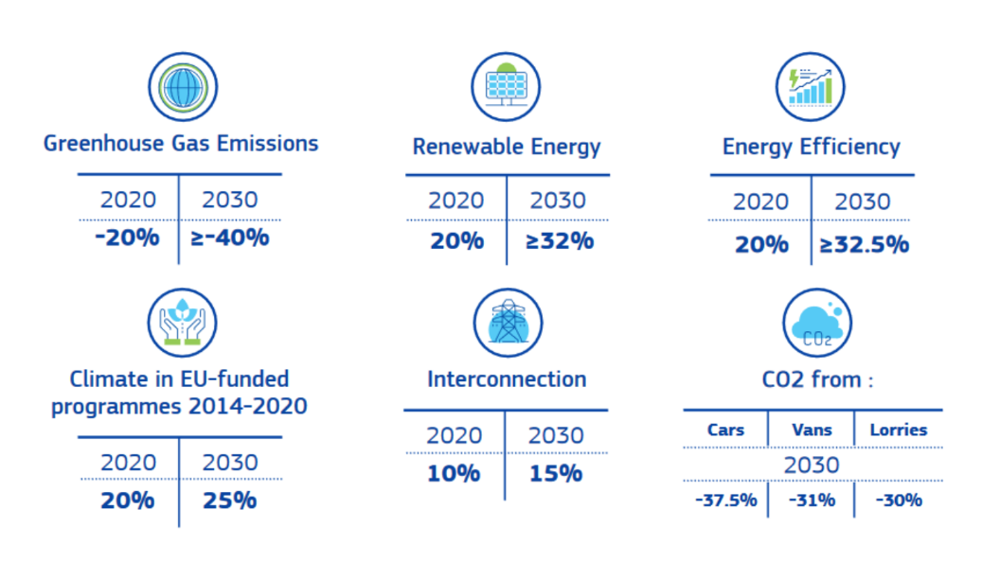 Greenhouse Gas Emissions
2020 2030
-20% ≥-40%
Renewable Energy
2020 2030
20% ≥32%
Energy Efficiency
2020 2030
20% ≥32.5%
Climate in EU-funded
programmes 2014-2020
2020 2030
20% 25%
Interconnection
2020 2030
10% 15%
CO2
CO2 from :
Cars Vans Lorries
2030
-37.5% -31% -30%